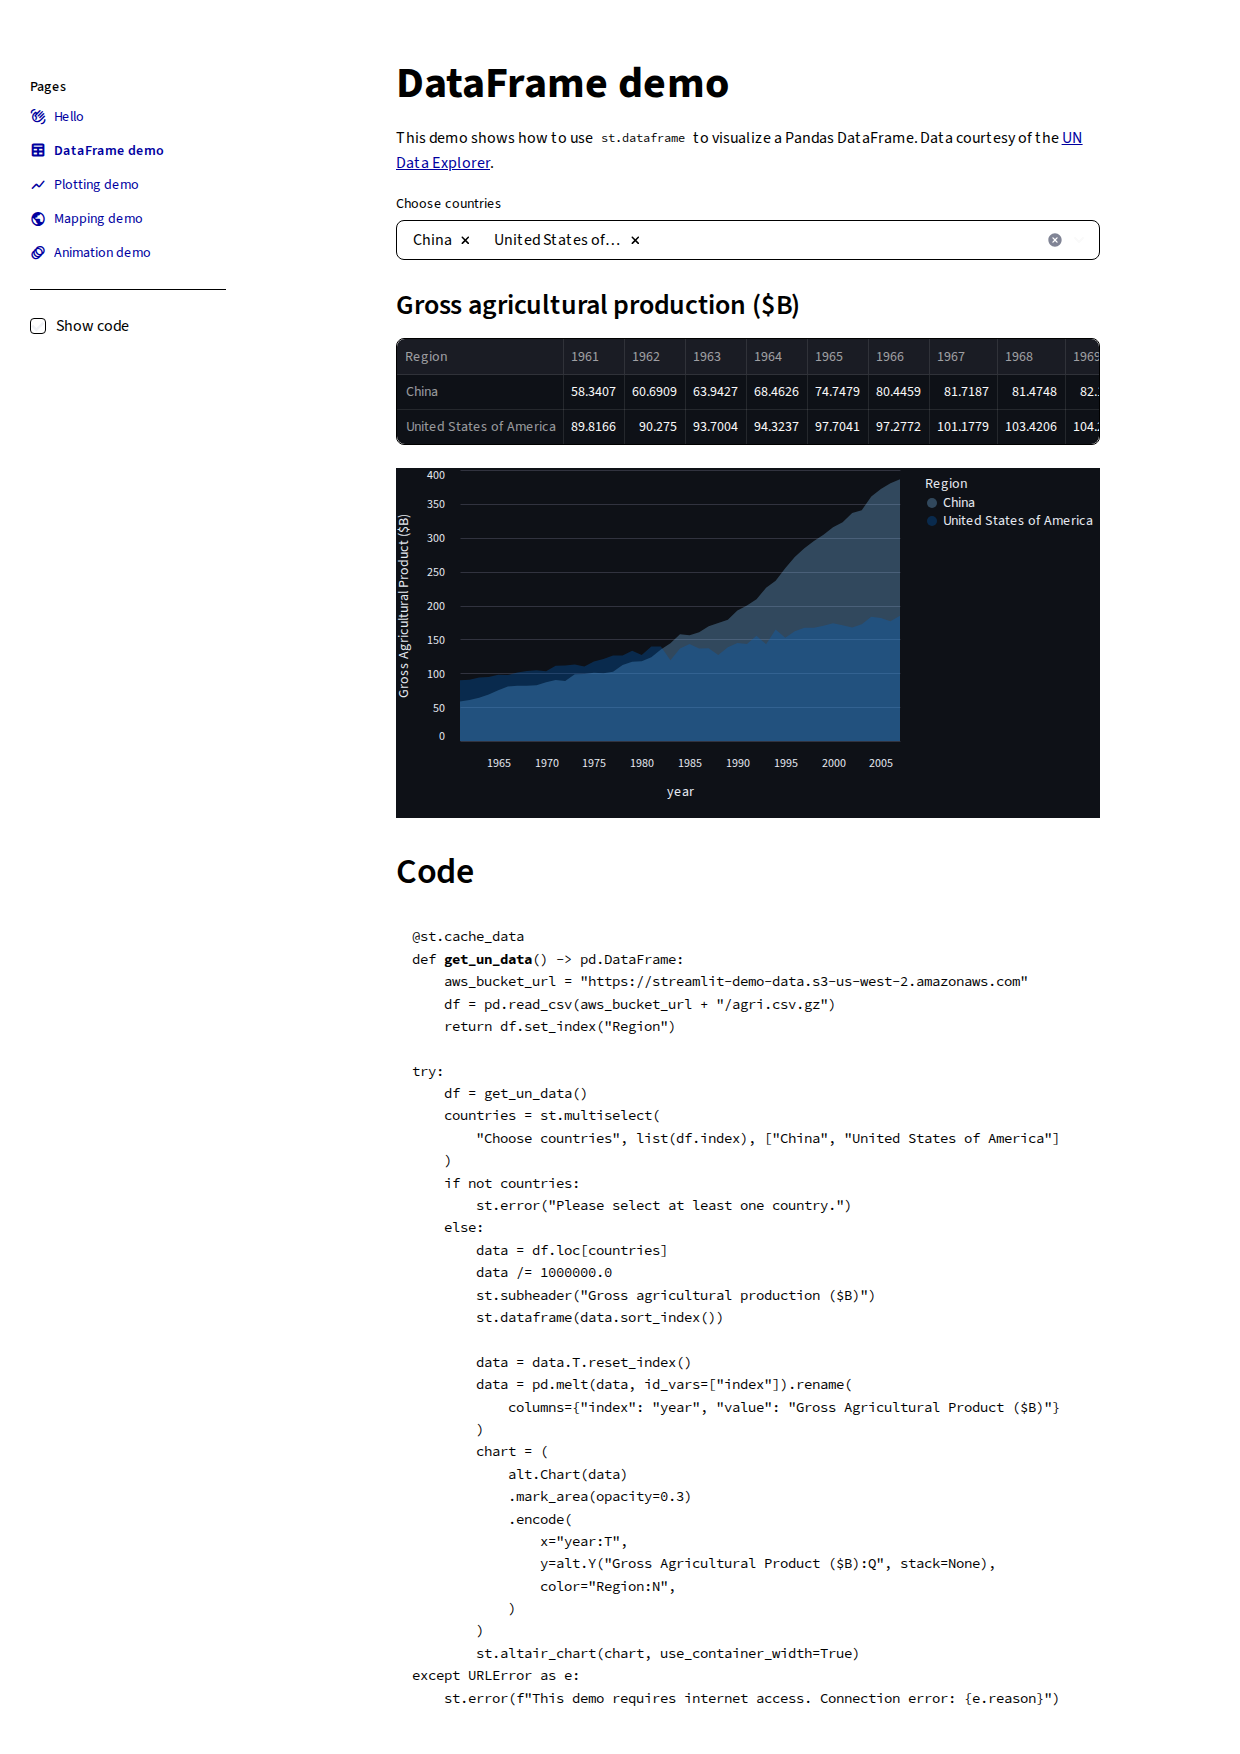 Pages
Hello
DataFrame demo
Plotting demo
Mapping demo
Animation demo
Show code
DataFrame demo
This demo shows how to use st.dataframe to visualize a Pandas DataFrame. Data courtesy of the UN
Data Explorer.
Choose countries
China United States of…
Gross agricultural production ($B)
Region 1961 1962 1963 1964 1965 1966 1967 1968 1969
China 58.3407 60.6909 63.9427 68.4626 74.7479 80.4459 81.7187 81.4748 82.
United States of America 89.8166 90.275 93.7004 94.3237 97.7041 97.2772 101.1779 103.4206 104.
400
350
300
250
200
150
100
50
0
Gross Agricultural Product ($B)
1965 1970 1975 1980 1985 1990 1995 2000 2005
year
Region
China
United States of America
Code
@st.cache_data
def get_un_data() -> pd.DataFrame:
    aws_bucket_url = "https://streamlit-demo-data.s3-us-west-2.amazonaws.com"
    df = pd.read_csv(aws_bucket_url + "/agri.csv.gz")
    return df.set_index("Region")
try:
    df = get_un_data()
    countries = st.multiselect(
        "Choose countries", list(df.index), ["China", "United States of America"]
    )
    if not countries:
        st.error("Please select at least one country.")
    else:
        data = df.loc[countries]
        data /= 1000000.0
        st.subheader("Gross agricultural production ($B)")
        st.dataframe(data.sort_index())
        data = data.T.reset_index()
        data = pd.melt(data, id_vars=["index"]).rename(
            columns={"index": "year", "value": "Gross Agricultural Product ($B)"}
        )
        chart = (
            alt.Chart(data)
            .mark_area(opacity=0.3)
            .encode(
                x="year:T",
                y=alt.Y("Gross Agricultural Product ($B):Q", stack=None),
                color="Region:N",
            )
        )
        st.altair_chart(chart, use_container_width=True)
except URLError as e:
    st.error(f"This demo requires internet access. Connection error: {e.reason}")